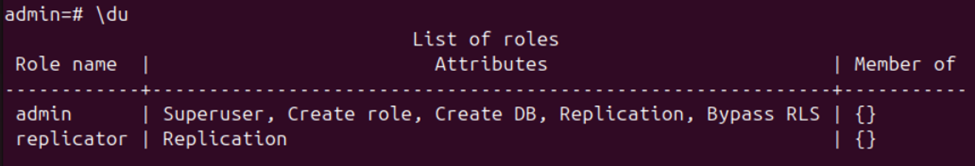 admin=# \du
List of roles
Role name | Attributes | Member of
-----------+------------------------------------------------------------+-----------
admin | Superuser, Create role, Create DB, Replication, Bypass RLS | {}
replicator | Replication | {}